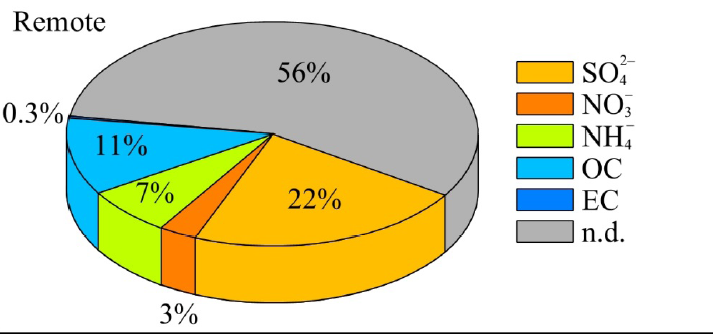 Remote
56%
0.3%
11%
7%
22%
3%
SO₄²⁻
NO₃⁻
NH₄⁻
OC
EC
n.d.